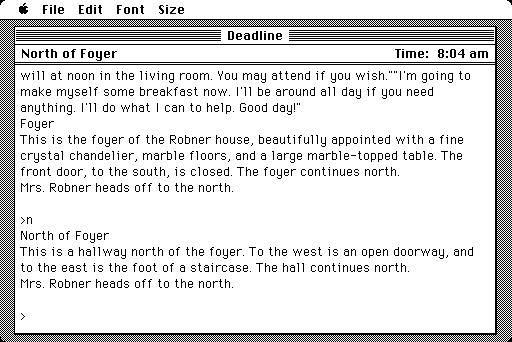 File Edit Font Size
Deadline
North of Foyer Time: 8:04 am
will at noon in the living room. You may attend if you wish.""I'm going to
make myself some breakfast now. I'll be around all day if you need
anything. I'll do what I can to help. Good day!"
Foyer
This is the foyer of the Robner house, beautifully appointed with a fine
crystal chandelier, marble floors, and a large marble-topped table. The
front door, to the south, is closed. The foyer continues north.
Mrs. Robner heads off to the north.
>n
North of Foyer
This is a hallway north of the foyer. To the west is an open doorway, and
to the east is the foot of a staircase. The hall continues north.
Mrs. Robner heads off to the north.
>